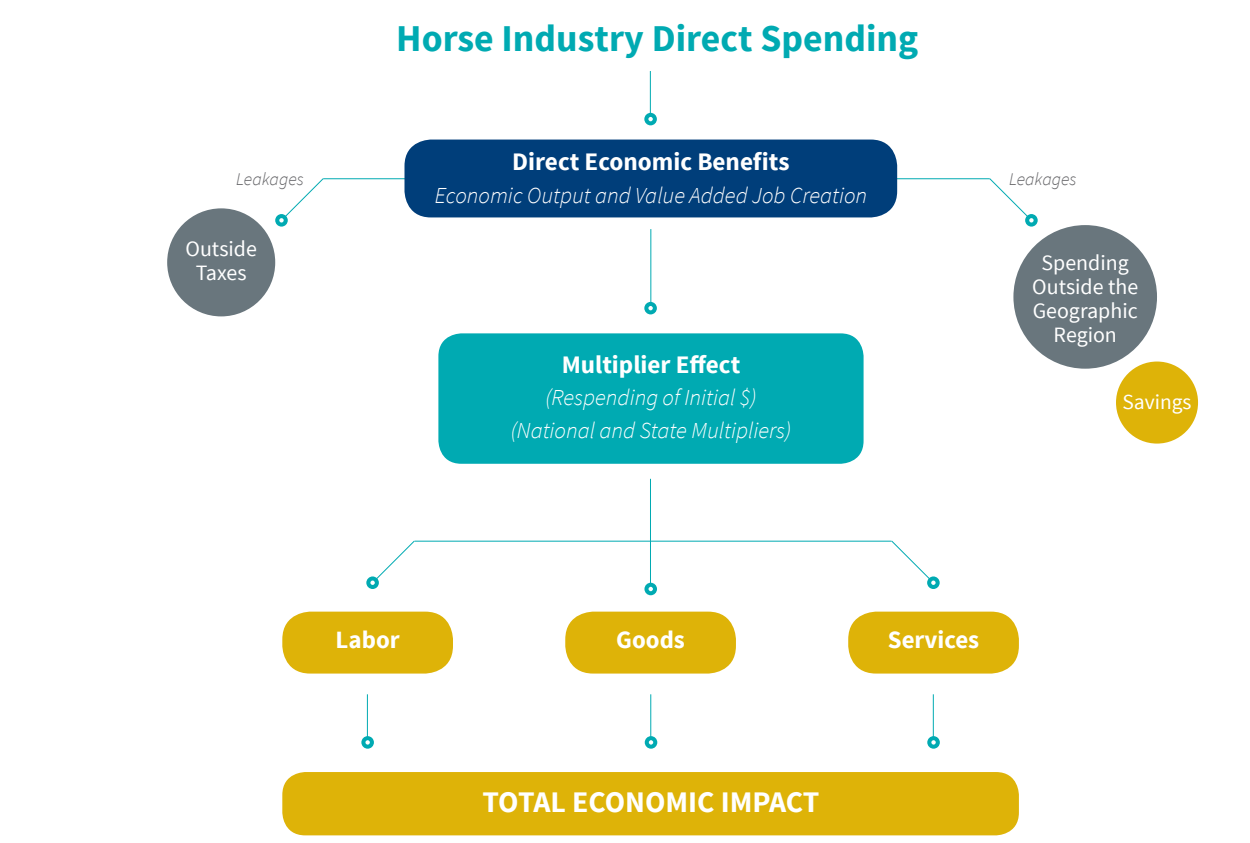 Horse Industry Direct Spending
Direct Economic Benefits
Economic Output and Value Added Job Creation
Leakages
Leakages
Outside
Taxes
Spending
Outside the
Geographic
Region
Savings
Multiplier Effect
(Respending of Initial $)
(National and State Multipliers)
Labor
Goods
Services
TOTAL ECONOMIC IMPACT